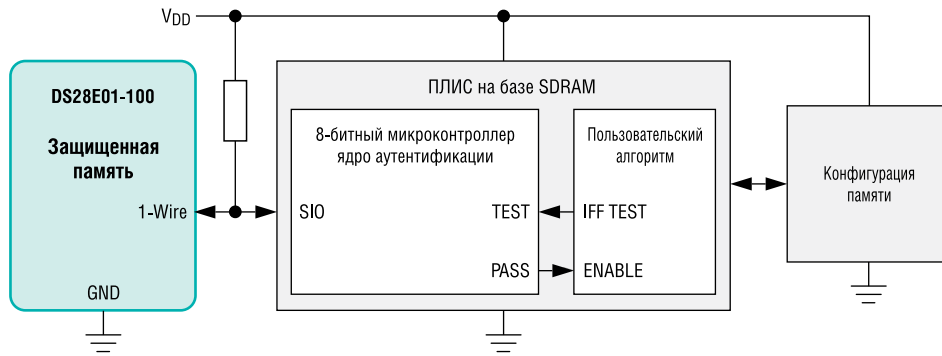 VDD
DS28E01-100
Защищенная
память
1-Wire
GND
ПЛИС на базе SDRAM
8-битный микроконтроллер
ядро аутентификации
SIO
TEST
PASS
Пользовательский
алгоритм
IFF TEST
ENABLE
Конфигурация
памяти